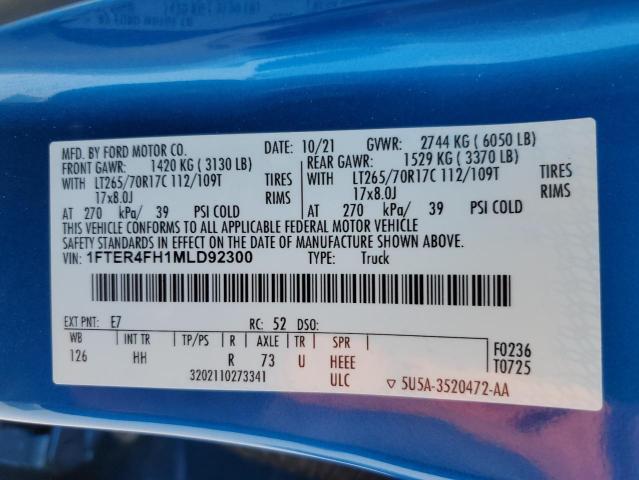 MFD. BY FORD MOTOR CO. DATE: 10/21 GVWR: 2744 KG ( 6050 LB)
FRONT GAWR: 1420 KG ( 3130 LB) REAR GAWR: 1529 KG ( 3370 LB)
WITH LT265/70R17C 112/109T TIRES WITH LT265/70R17C 112/109T TIRES
17x8.0J RIMS 17x8.0J RIMS
AT 270 kPa/ 39 PSI COLD AT 270 kPa/ 39 PSI COLD
THIS VEHICLE CONFORMS TO ALL APPLICABLE FEDERAL MOTOR VEHICLE
SAFETY STANDARDS IN EFFECT ON THE DATE OF MANUFACTURE SHOWN ABOVE.
VIN: 1FTER4FH1MLD92300 TYPE: Truck
EXT PNT: E7 RC: 52 DSO:
WB INT TR TP/PS R AXLE TR SPR F0236
126 HH R 73 U HEEE T0725
3202110273341 ULC ▽ 5U5A-3520472-AA